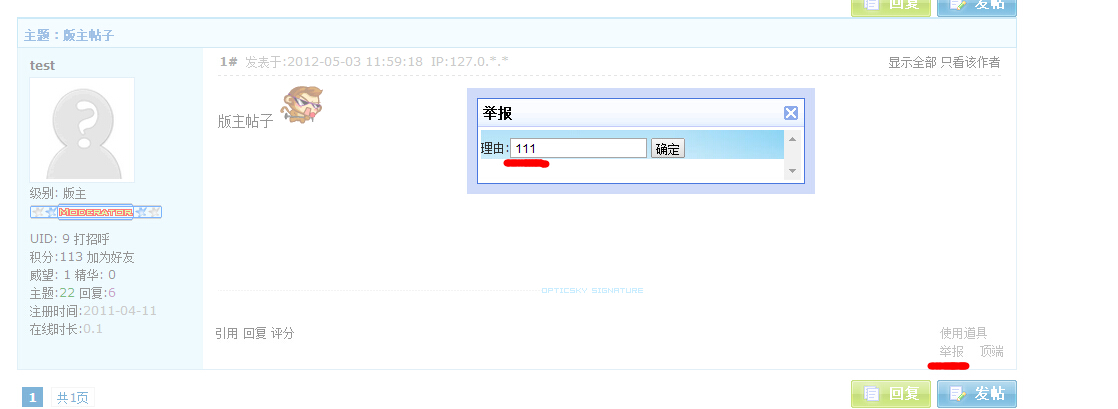 回复 发帖
主题：版主帖子
test
1# 发表于:2012-05-03 11:59:18 IP:127.0.*.*
显示全部 只看该作者
版主帖子
举报
理由: 111 确定
级别: 版主
MODERATOR
UID: 9 打招呼
积分:113 加为好友
威望: 1 精华: 0
主题:22 回复:6
注册时间:2011-04-11
在线时长:0.1
OPTICSKY SIGNATURE
引用 回复 评分
使用道具
举报 顶端
1 共1页
回复 发帖